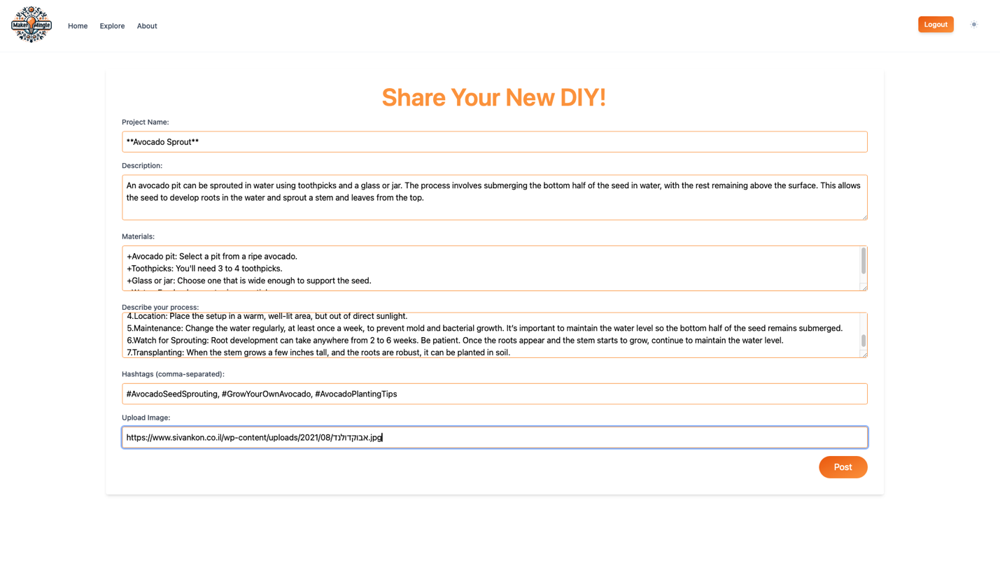 Maker Mingle
Home Explore About
Logout
Share Your New DIY!
Project Name:
**Avocado Sprout**
Description:
An avocado pit can be sprouted in water using toothpicks and a glass or jar. The process involves submerging the bottom half of the seed in water, with the rest remaining above the surface. This allows
the seed to develop roots in the water and sprout a stem and leaves from the top.
Materials:
+Avocado pit: Select a pit from a ripe avocado.
+Toothpicks: You'll need 3 to 4 toothpicks.
+Glass or jar: Choose one that is wide enough to support the seed.
Describe your process:
4.Location: Place the setup in a warm, well-lit area, but out of direct sunlight.
5.Maintenance: Change the water regularly, at least once a week, to prevent mold and bacterial growth. It’s important to maintain the water level so the bottom half of the seed remains submerged.
6.Watch for Sprouting: Root development can take anywhere from 2 to 6 weeks. Be patient. Once the roots appear and the stem starts to grow, continue to maintain the water level.
7.Transplanting: When the stem grows a few inches tall, and the roots are robust, it can be planted in soil.
Hashtags (comma-separated):
#AvocadoSeedSprouting, #GrowYourOwnAvocado, #AvocadoPlantingTips
Upload Image:
https://www.sivankon.co.il/wp-content/uploads/2021/08/אבוקדולנד.jpg
Post